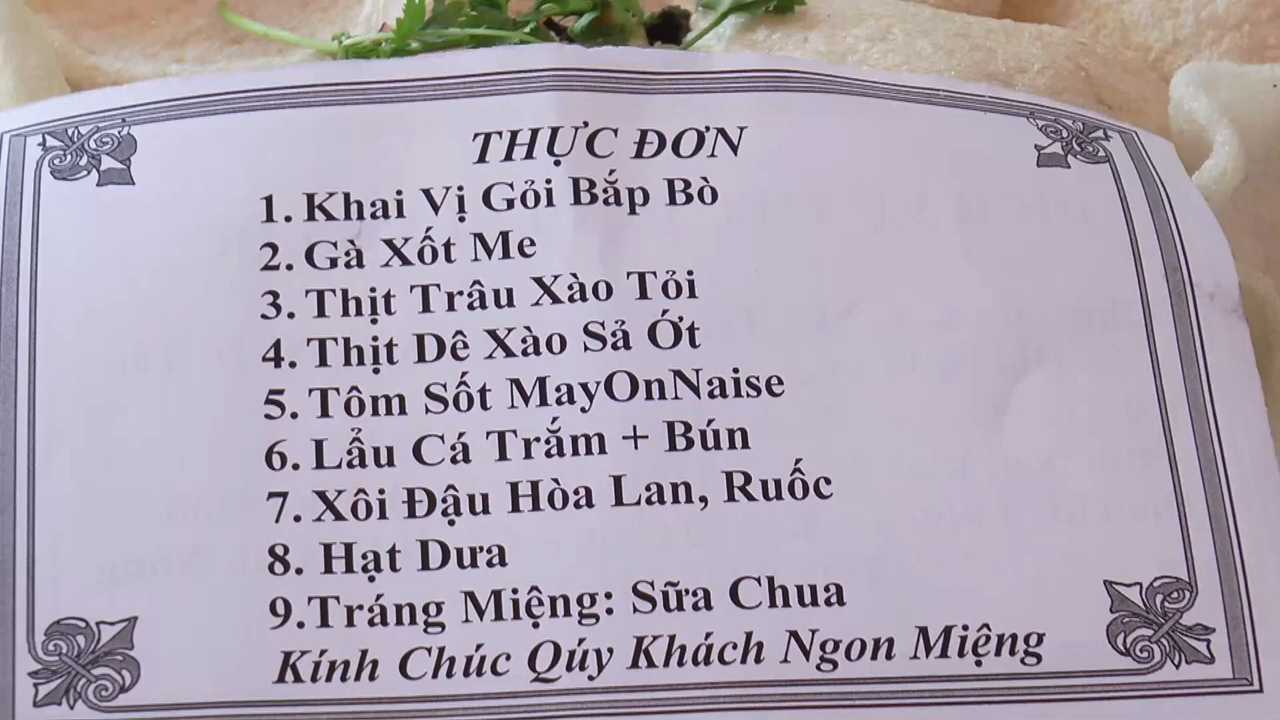 THỰC ĐƠN
1. Khai Vị Gỏi Bắp Bò
2. Gà Xốt Me
3. Thịt Trâu Xào Tỏi
4. Thịt Dê Xào Sả Ớt
5. Tôm Sốt MayOnNaise
6. Lẩu Cá Trắm + Bún
7. Xôi Đậu Hòa Lan, Ruốc
8. Hạt Dưa
9.Tráng Miệng: Sữa Chua
Kính Chúc Qúy Khách Ngon Miệng